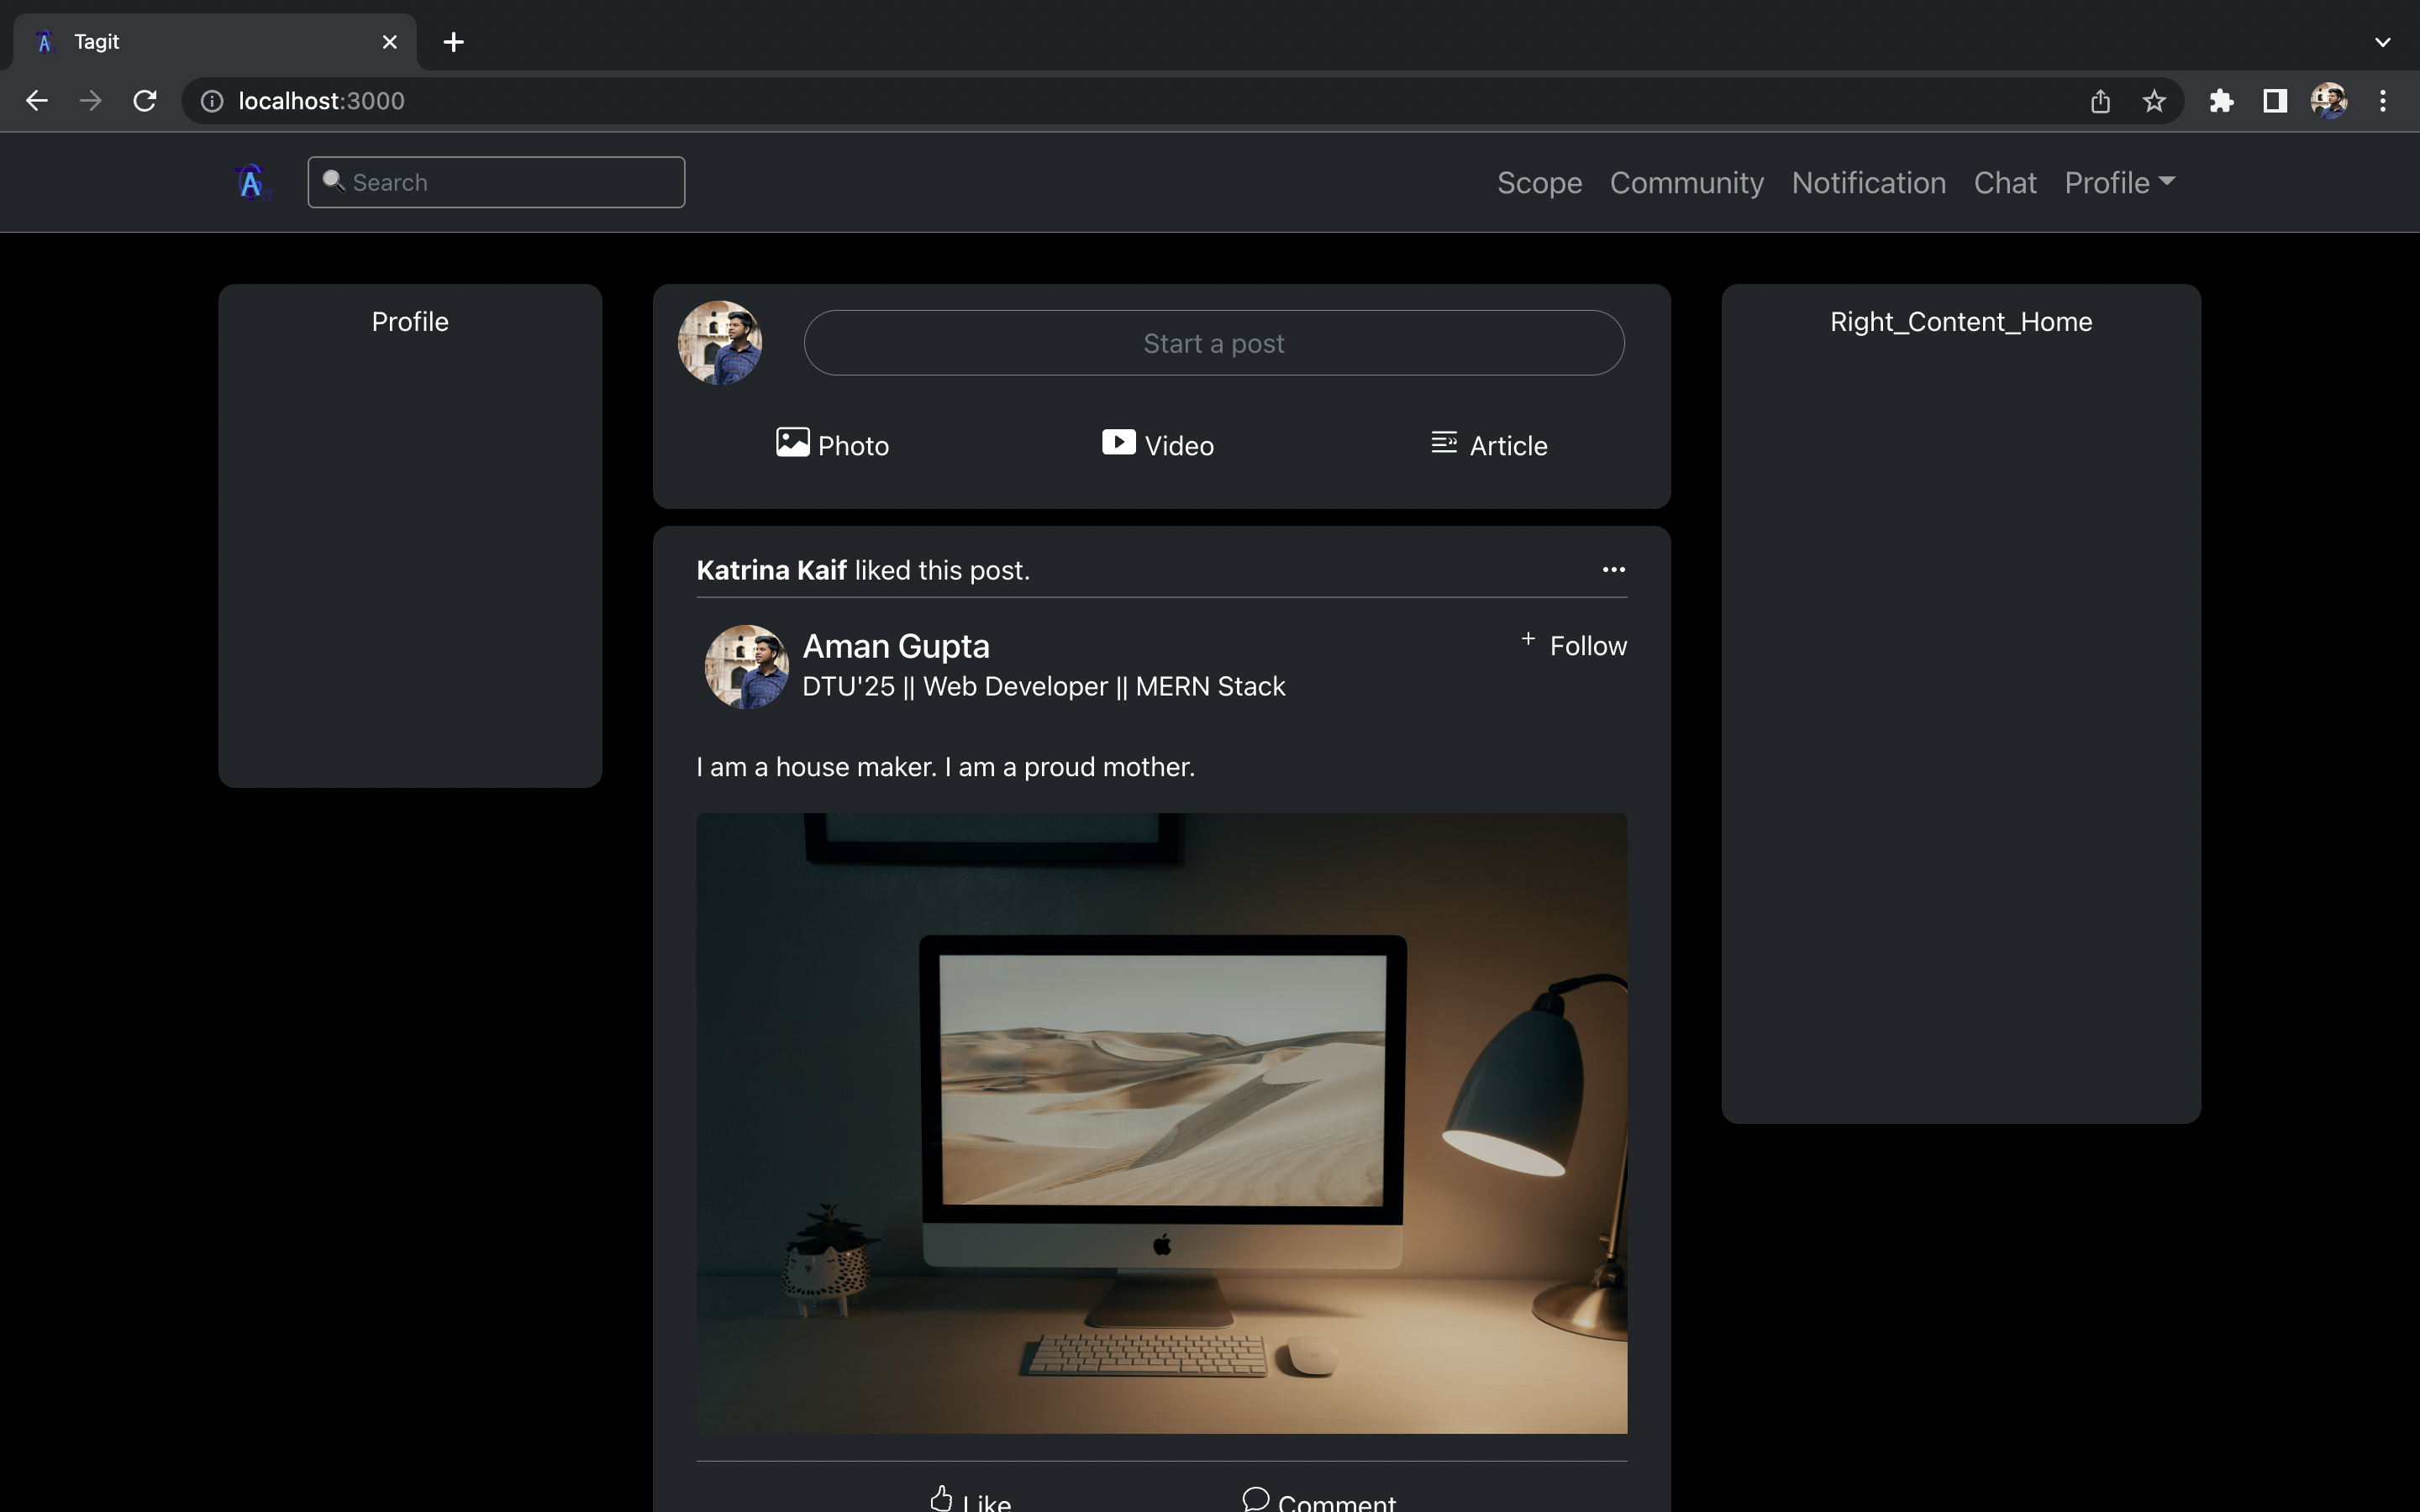 Tagit
localhost:3000
Search
Scope Community Notification Chat Profile
Profile
Start a post
Photo Video Article
Right_Content_Home
Katrina Kaif liked this post.
Aman Gupta
+ Follow
DTU'25 || Web Developer || MERN Stack
I am a house maker. I am a proud mother.
Like Comment